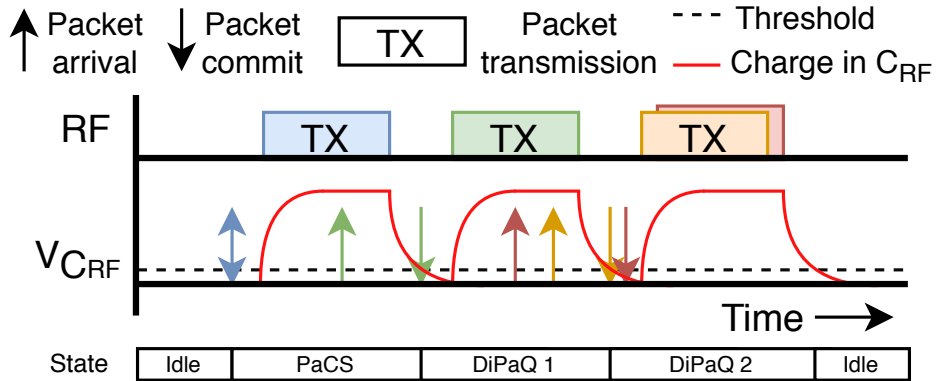 Packet arrival
Packet commit
TX
Packet transmission
Threshold
Charge in CRF
RF
TX
TX
TX
VCRF
Time
State
Idle
PaCS
DiPaQ 1
DiPaQ 2
Idle